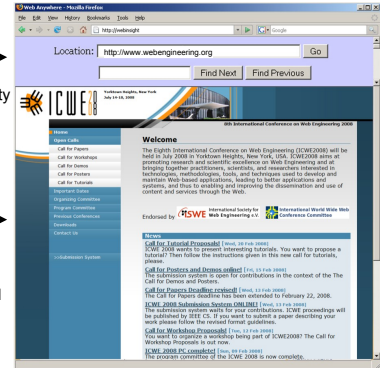 Web Anywhere - Mozilla Firefox
File Edit View History Bookmarks Tools Help
http://webinsight
Google
Location: http://www.webengineering.org Go
Find Next Find Previous
ty
ICWE8
Yorktown Heights, New York
July 14-18, 2008
8th International Conference on Web Engineering 2008
Home
Open Calls
Call for Papers
Call for Workshops
Call for Demos
Call for Posters
Call for Tutorials
Important Dates
Organizing Committee
Program Committee
Previous Conferences
Downloads
Contact Us
>>Submission System
Welcome
The Eighth International Conference on Web Engineering (ICWE2008) will be
held in July 2008 in Yorktown Heights, New York, USA. ICWE2008 aims at
promoting research and scientific excellence on Web Engineering and at
bringing together practitioners, scientists, and researchers interested in
technologies, methodologies, tools, and techniques used to develop and
maintain Web-based applications, leading to better applications and
systems, and thus to enabling and improving the dissemination and use of
content and services through the Web.
Endorsed by ISWE International Society for Web Engineering e.V. International World Wide Web Conference Committee
News
Call for Tutorial Proposals! [Wed, 20 Feb 2008]
ICWE 2008 wants to present interesting tutorials. You want to propose a
tutorial? Then follow the instructions given in this new call for tutorials,
please.
Call for Posters and Demos online! [Fri, 15 Feb 2008]
The submission system is open for contributions in the context of the The
Call for Demos and Posters.
Call for Papers Deadline revised! [Wed, 13 Feb 2008]
The Call for Papers deadline has been extended to February 22, 2008.
ICWE 2008 Submission System ONLINE! [Wed, 13 Feb 2008]
The submission system waits for your contributions. ICWE proceedings will
be published by IEEE CS. If you want to submit a paper describing your
work please follow the revised format guidelines.
Call for Workshop Proposals! [Tue, 12 Feb 2008]
You want to organize a workshop being part of ICWE2008? The Call for
Workshop Proposals is out now.
ICWE 2008 PC complete! [Sun, 09 Feb 2008]
The program committee of the ICWE 2008 is now complete.